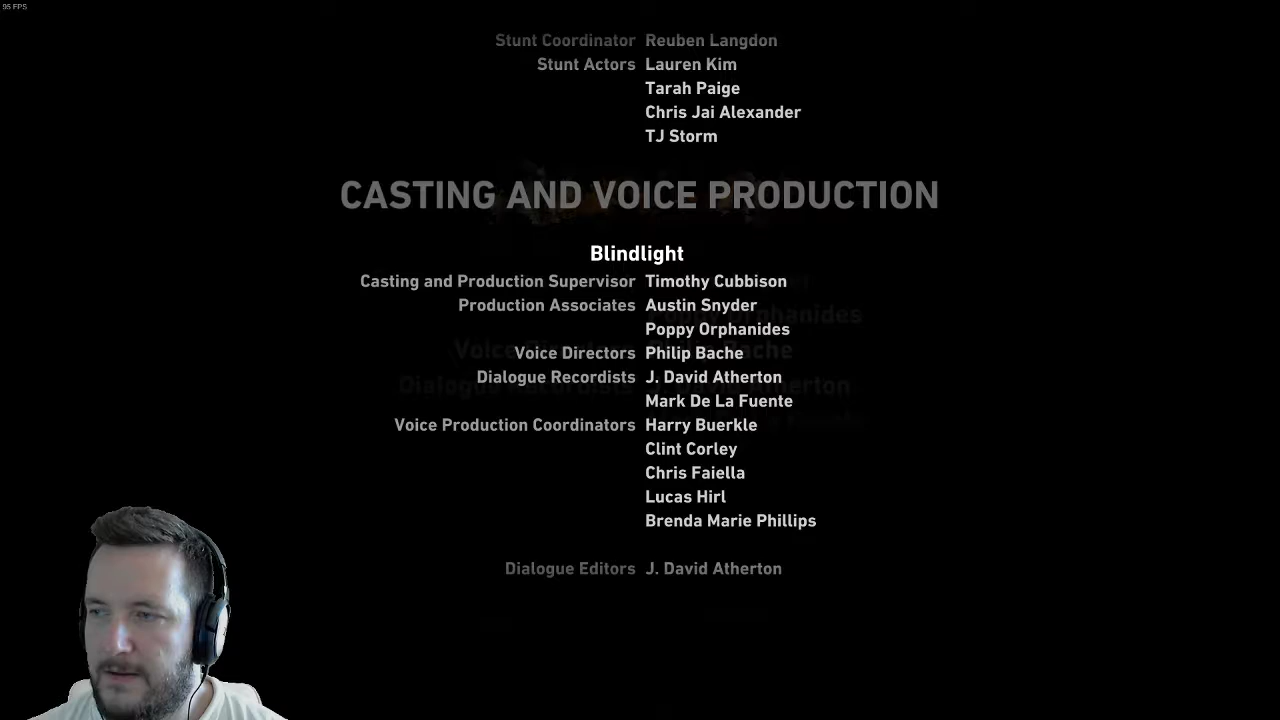 95 FPS
Stunt Coordinator Reuben Langdon
Stunt Actors Lauren Kim
Tarah Paige
Chris Jai Alexander
TJ Storm
CASTING AND VOICE PRODUCTION
Blindlight
Casting and Production Supervisor Timothy Cubbison
Production Associates Austin Snyder
Poppy Orphanides
Voice Directors Philip Bache
Dialogue Recordists J. David Atherton
Mark De La Fuente
Voice Production Coordinators Harry Buerkle
Clint Corley
Chris Faiella
Lucas Hirl
Brenda Marie Phillips
Dialogue Editors J. David Atherton